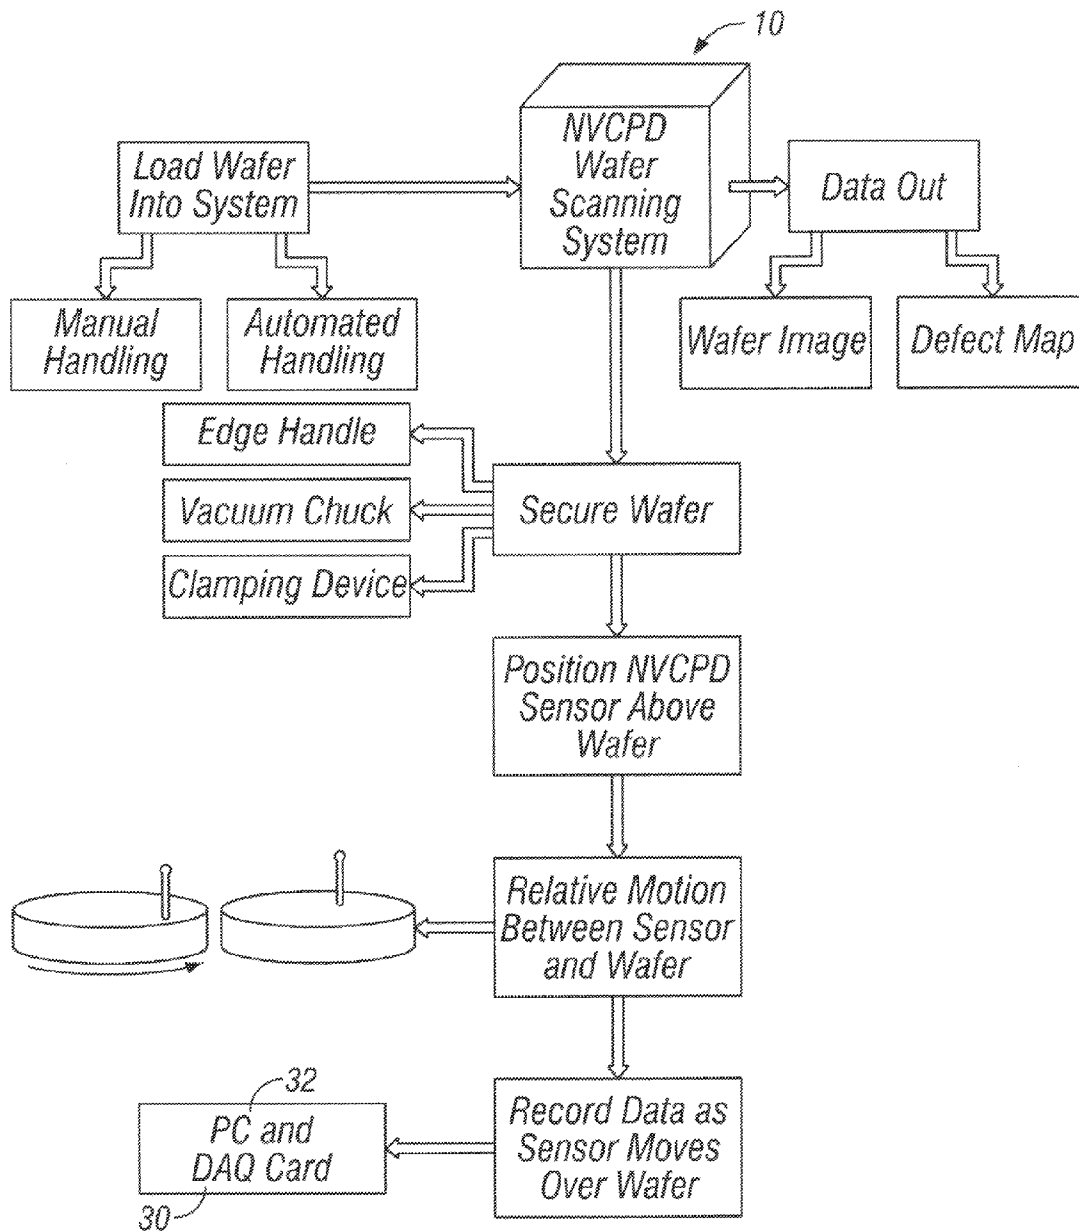 10
NVCPD
Wafer
Scanning
System
Load Wafer
Into System
Data Out
Manual
Handling
Automated
Handling
Wafer Image
Defect Map
Edge Handle
Vacuum Chuck
Clamping Device
Secure Wafer
Position NVCPD
Sensor Above
Wafer
Relative Motion
Between Sensor
and Wafer
32
PC and
DAQ Card
30
Record Data as
Sensor Moves
Over Wafer